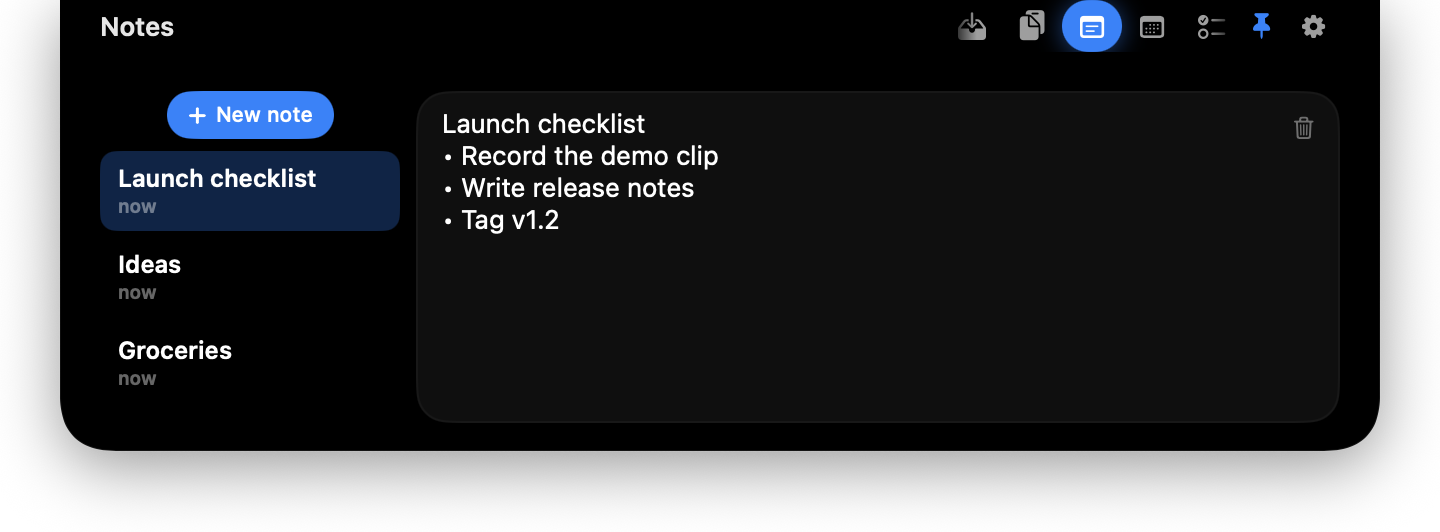 Notes
+ New note
Launch checklist
now
Ideas
now
Groceries
now
Launch checklist
• Record the demo clip
• Write release notes
• Tag v1.2